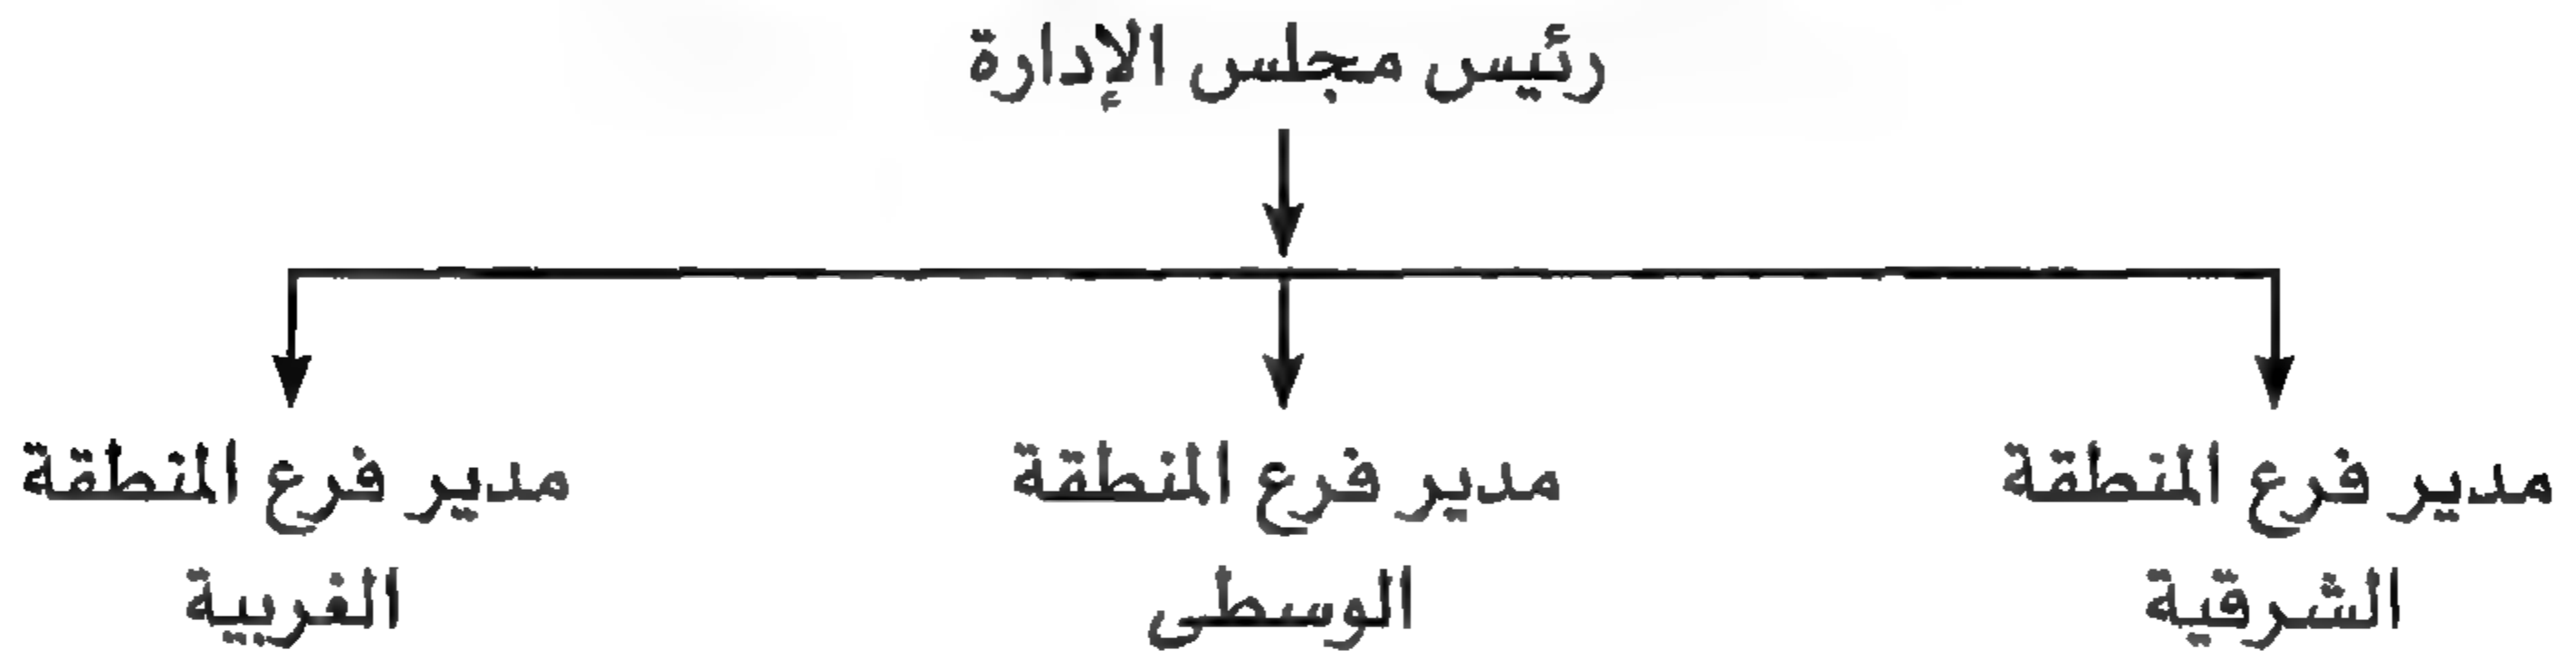 رئيس مجلس الإدارة
مدير فرع المنطقة
الشرقية
مدير فرع المنطقة
الوسطى
مدير فرع المنطقة
الغربية